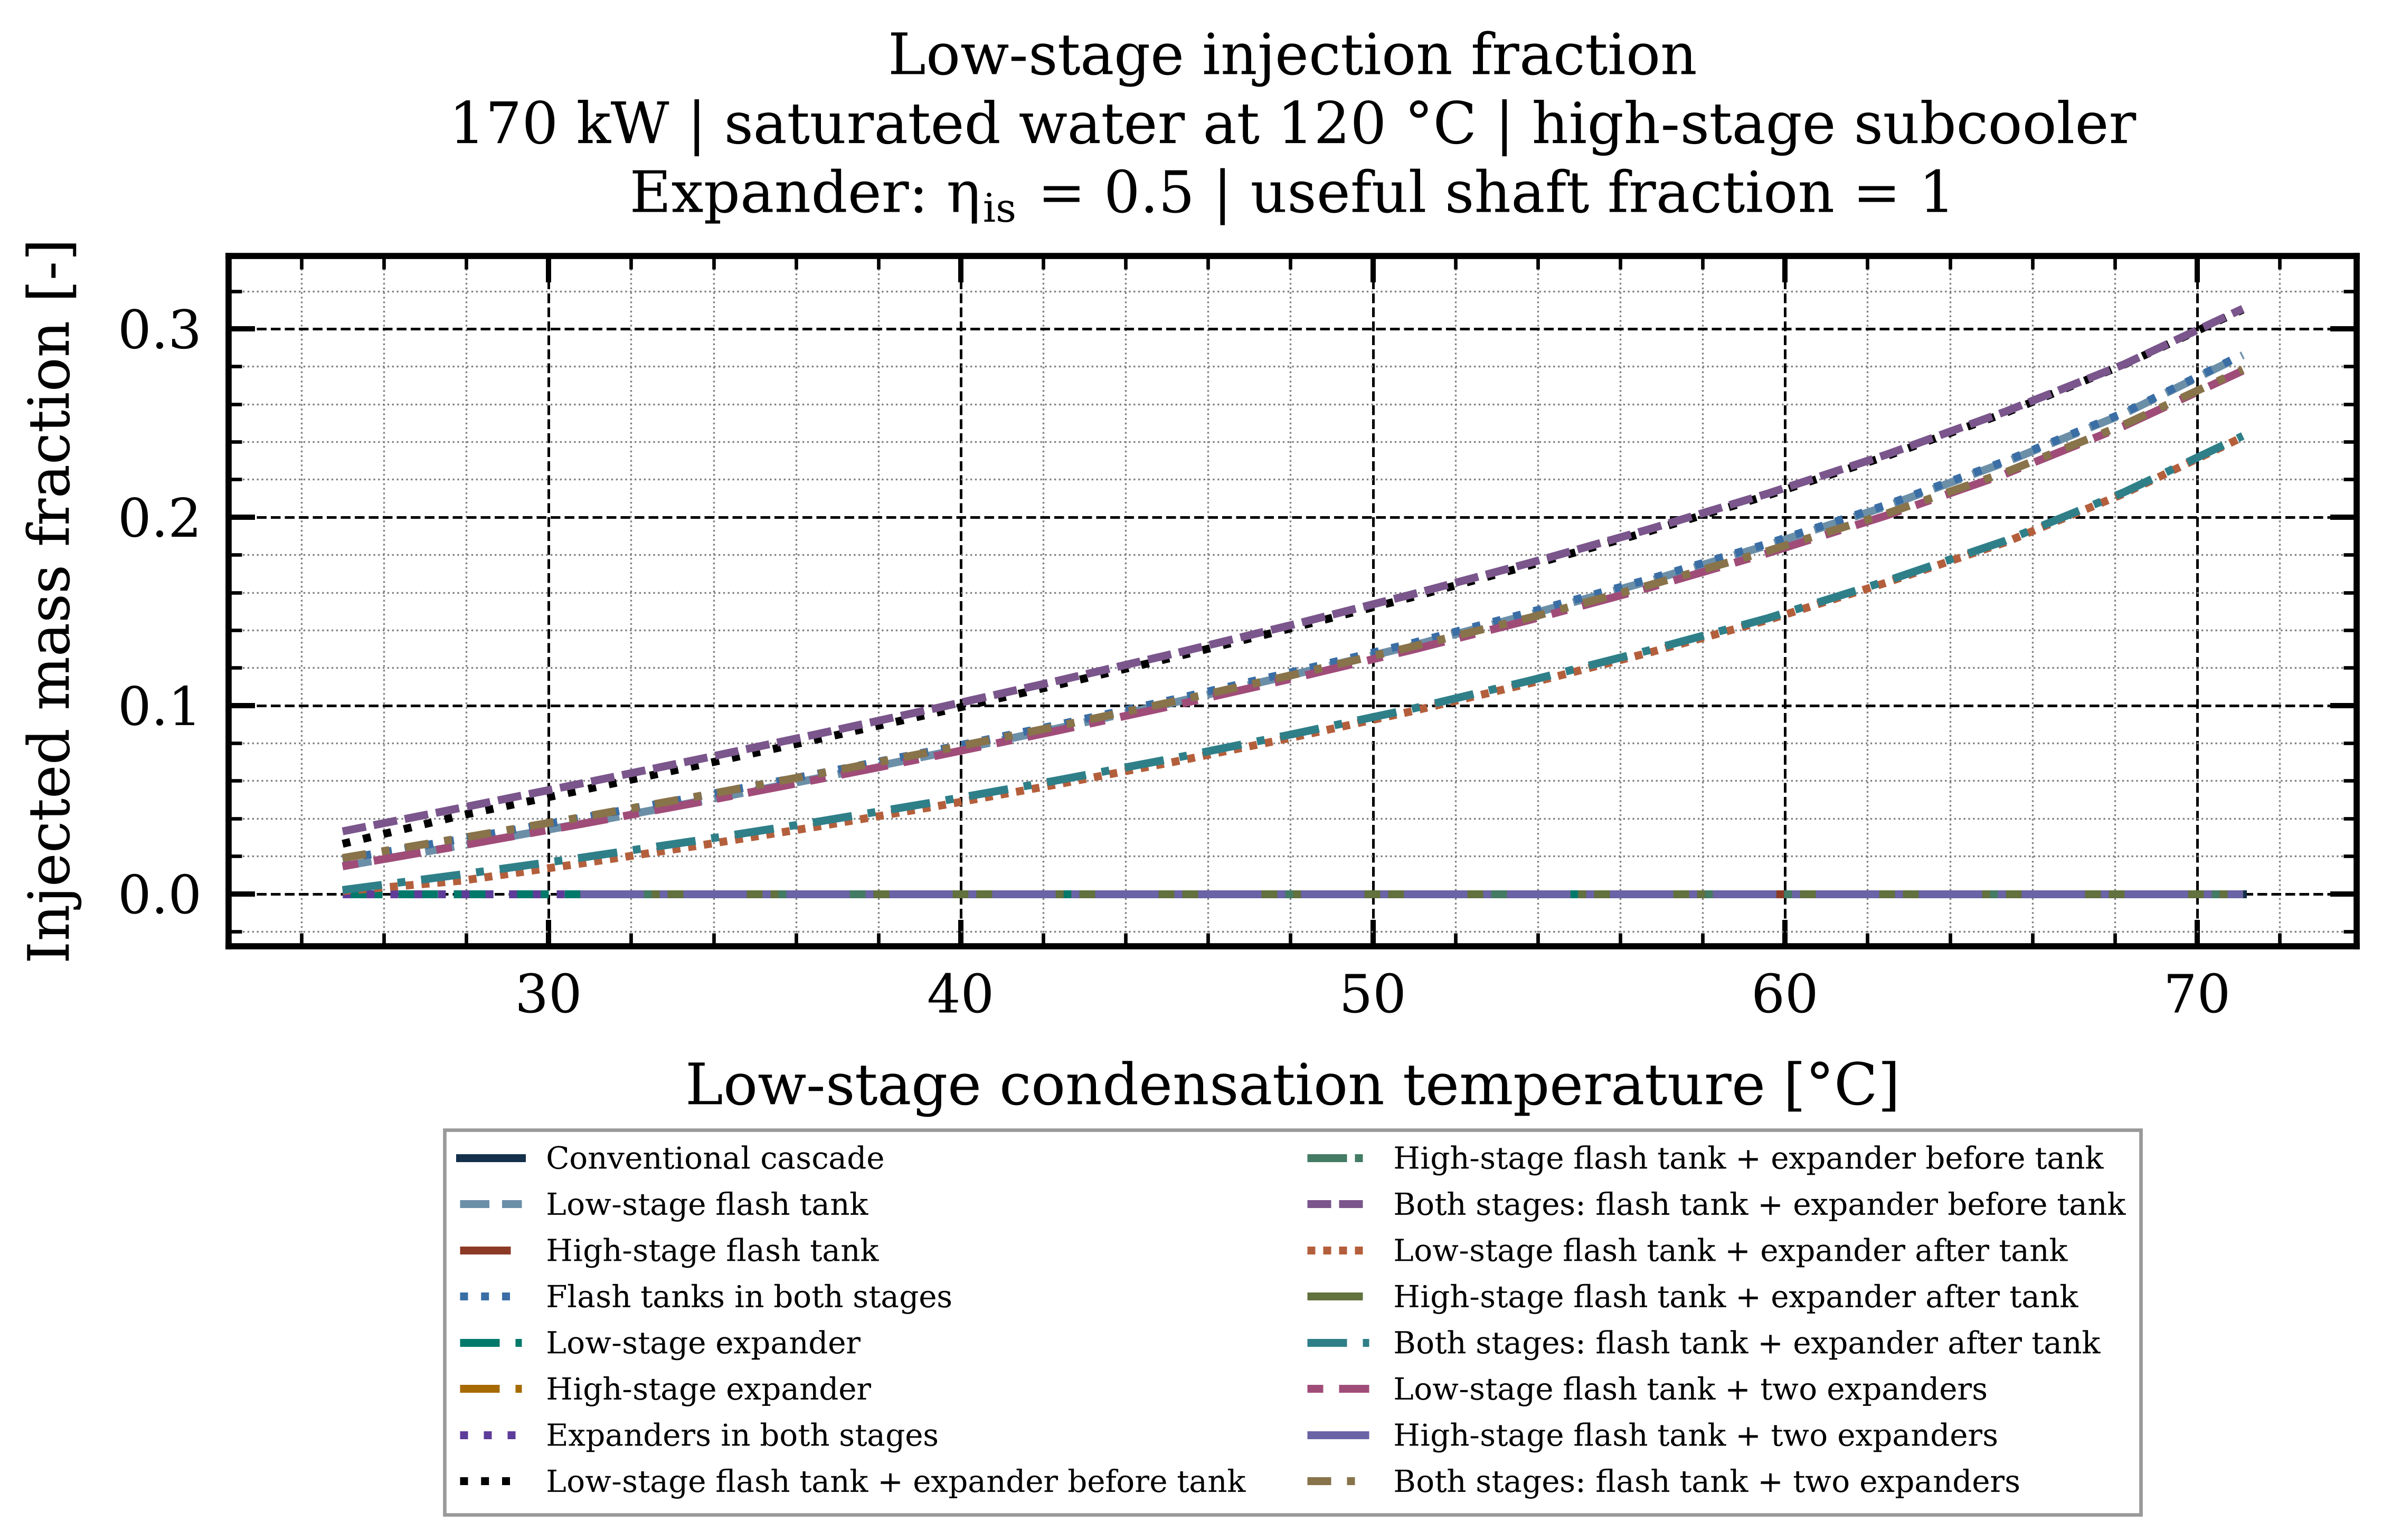 Low-stage injection fraction
170 kW | saturated water at 120 °C | high-stage subcooler
Expander: ηis = 0.5 | useful shaft fraction = 1
Injected mass fraction [-]
0.3
0.2
0.1
0.0
30 40 50 60 70
Low-stage condensation temperature [°C]
Conventional cascade
Low-stage flash tank
High-stage flash tank
Flash tanks in both stages
Low-stage expander
High-stage expander
Expanders in both stages
Low-stage flash tank + expander before tank
High-stage flash tank + expander before tank
Both stages: flash tank + expander before tank
Low-stage flash tank + expander after tank
High-stage flash tank + expander after tank
Both stages: flash tank + expander after tank
Low-stage flash tank + two expanders
High-stage flash tank + two expanders
Both stages: flash tank + two expanders